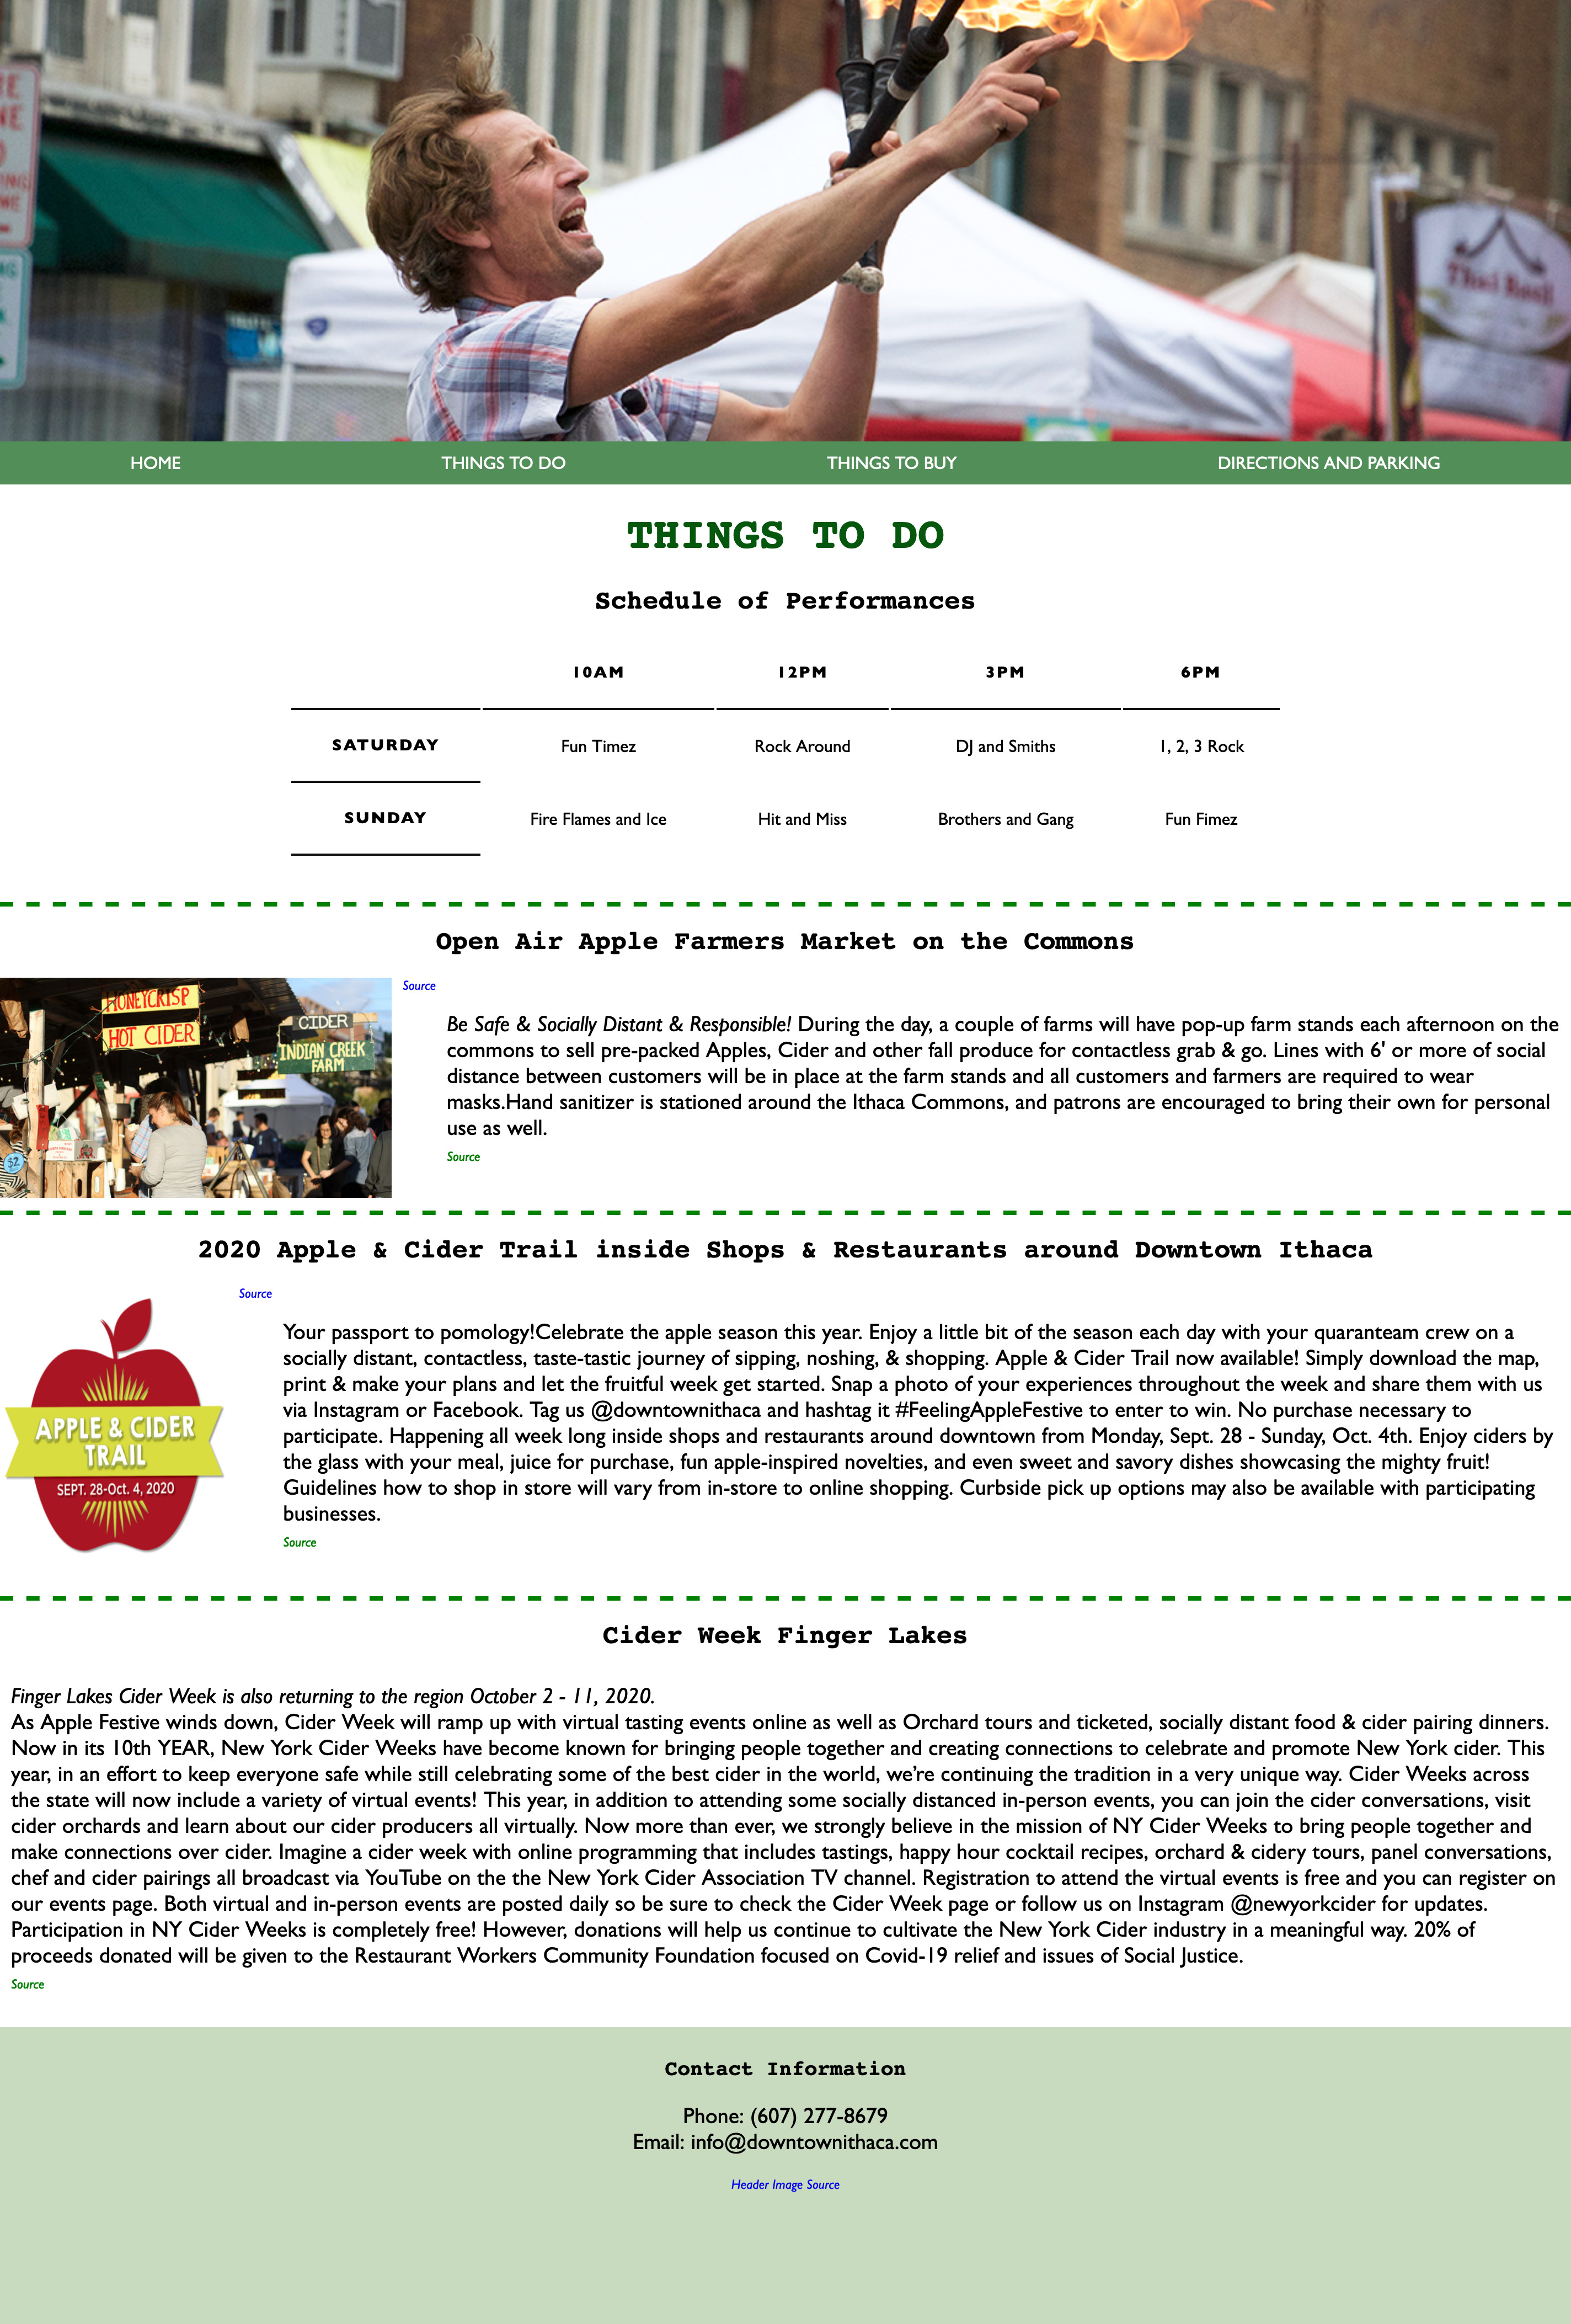 Thai Basil
HOME THINGS TO DO THINGS TO BUY DIRECTIONS AND PARKING
THINGS TO DO
Schedule of Performances
10AM 12PM 3PM 6PM
SATURDAY Fun Timez Rock Around DJ and Smiths 1, 2, 3 Rock
SUNDAY Fire Flames and Ice Hit and Miss Brothers and Gang Fun Fimez
Open Air Apple Farmers Market on the Commons
HONEYCRISP
HOT CIDER
CIDER
INDIAN CREEK
FARM
$2
Source
Be Safe & Socially Distant & Responsible! During the day, a couple of farms will have pop-up farm stands each afternoon on the
commons to sell pre-packed Apples, Cider and other fall produce for contactless grab & go. Lines with 6' or more of social
distance between customers will be in place at the farm stands and all customers and farmers are required to wear
masks.Hand sanitizer is stationed around the Ithaca Commons, and patrons are encouraged to bring their own for personal
use as well.
Source
2020 Apple & Cider Trail inside Shops & Restaurants around Downtown Ithaca
APPLE & CIDER
TRAIL
SEPT. 28-Oct. 4, 2020
Source
Your passport to pomology!Celebrate the apple season this year. Enjoy a little bit of the season each day with your quaranteam crew on a
socially distant, contactless, taste-tastic journey of sipping, noshing, & shopping. Apple & Cider Trail now available! Simply download the map,
print & make your plans and let the fruitful week get started. Snap a photo of your experiences throughout the week and share them with us
via Instagram or Facebook. Tag us @downtownithaca and hashtag it #FeelingAppleFestive to enter to win. No purchase necessary to
participate. Happening all week long inside shops and restaurants around downtown from Monday, Sept. 28 - Sunday, Oct. 4th. Enjoy ciders by
the glass with your meal, juice for purchase, fun apple-inspired novelties, and even sweet and savory dishes showcasing the mighty fruit!
Guidelines how to shop in store will vary from in-store to online shopping. Curbside pick up options may also be available with participating
businesses.
Source
Cider Week Finger Lakes
Finger Lakes Cider Week is also returning to the region October 2 - 11, 2020.
As Apple Festive winds down, Cider Week will ramp up with virtual tasting events online as well as Orchard tours and ticketed, socially distant food & cider pairing dinners.
Now in its 10th YEAR, New York Cider Weeks have become known for bringing people together and creating connections to celebrate and promote New York cider. This
year, in an effort to keep everyone safe while still celebrating some of the best cider in the world, we’re continuing the tradition in a very unique way. Cider Weeks across
the state will now include a variety of virtual events! This year, in addition to attending some socially distanced in-person events, you can join the cider conversations, visit
cider orchards and learn about our cider producers all virtually. Now more than ever, we strongly believe in the mission of NY Cider Weeks to bring people together and
make connections over cider. Imagine a cider week with online programming that includes tastings, happy hour cocktail recipes, orchard & cidery tours, panel conversations,
chef and cider pairings all broadcast via YouTube on the the New York Cider Association TV channel. Registration to attend the virtual events is free and you can register on
our events page. Both virtual and in-person events are posted daily so be sure to check the Cider Week page or follow us on Instagram @newyorkcider for updates.
Participation in NY Cider Weeks is completely free! However, donations will help us continue to cultivate the New York Cider industry in a meaningful way. 20% of
proceeds donated will be given to the Restaurant Workers Community Foundation focused on Covid-19 relief and issues of Social Justice.
Source
Contact Information
Phone: (607) 277-8679
Email: info@downtownithaca.com
Header Image Source